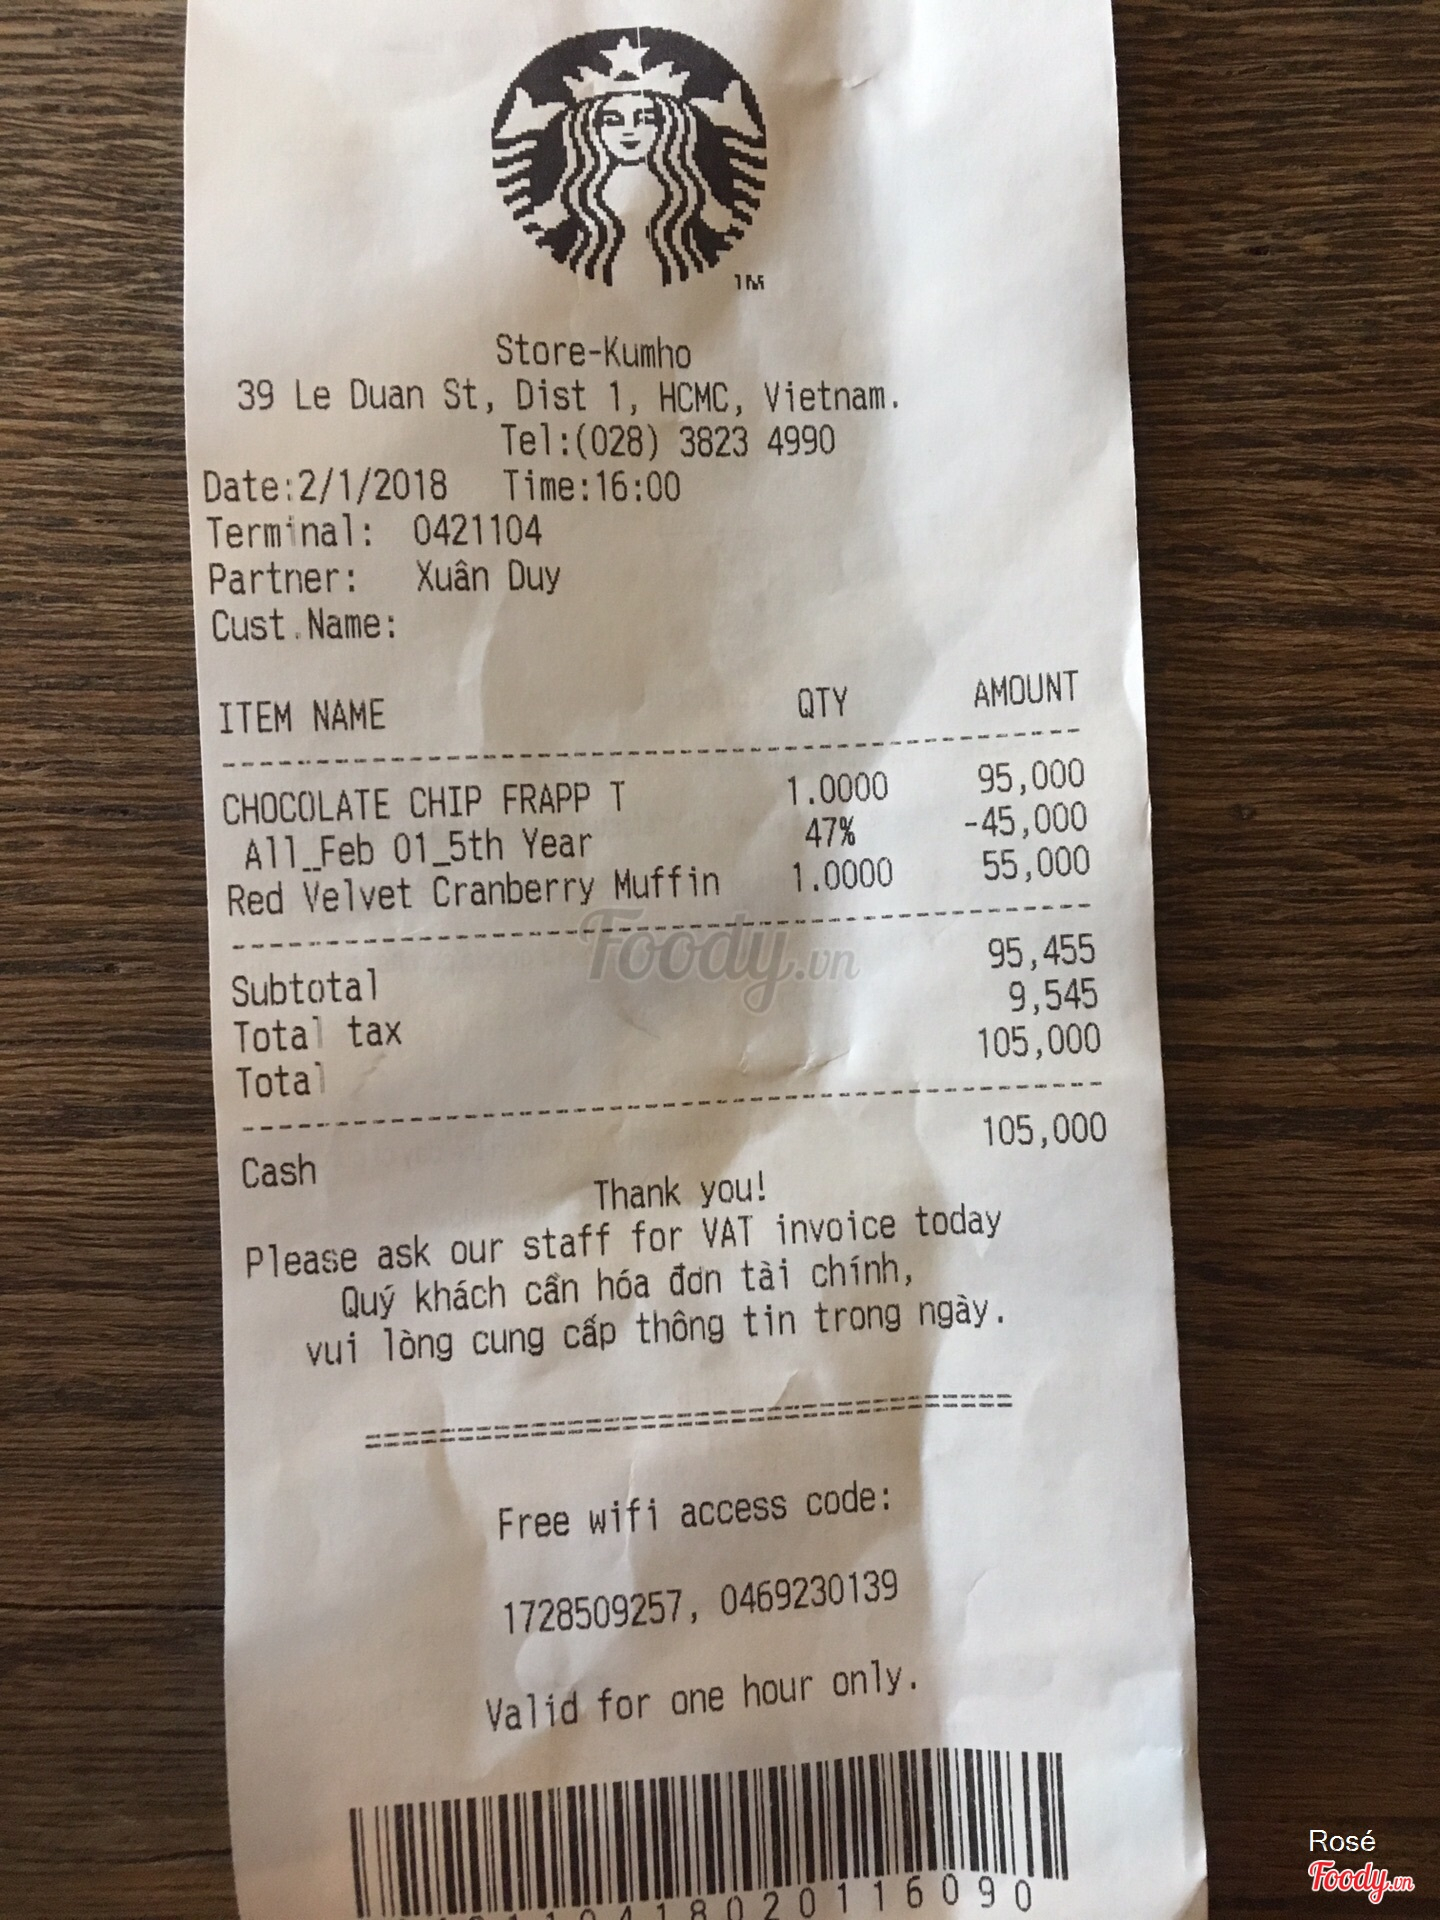 TM
Store-Kumho
39 Le Duan St, Dist 1, HCMC, Vietnam.
Tel:(028) 3823 4990
Date:2/1/2018 Time:16:00
Terminal: 0421104
Partner: Xuân Duy
Cust.Name:
ITEM NAME QTY AMOUNT
CHOCOLATE CHIP FRAPP T 1.0000 95,000
All_Feb 01_5th Year 47% -45,000
Red Velvet Cranberry Muffin 1.0000 55,000
Foody.vn
Subtotal 95,455
Total tax 9,545
Total 105,000
Cash 105,000
Thank you!
Please ask our staff for VAT invoice today
Quý khách cần hóa đơn tài chính,
vui lòng cung cấp thông tin trong ngày.
Free wifi access code:
1728509257, 0469230139
Valid for one hour only.
Rosé
Foody.vn